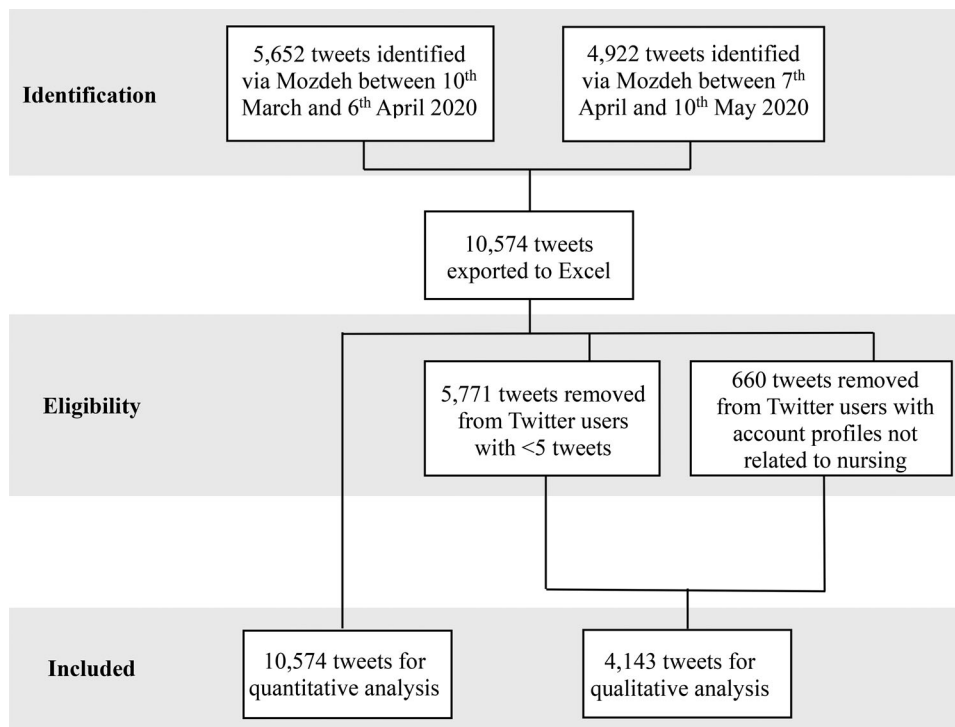 Identification
5,652 tweets identified
via Mozdeh between 10th
March and 6th April 2020
4,922 tweets identified
via Mozdeh between 7th
April and 10th May 2020
10,574 tweets
exported to Excel
Eligibility
5,771 tweets removed
from Twitter users
with <5 tweets
660 tweets removed
from Twitter users with
account profiles not
related to nursing
Included
10,574 tweets for
quantitative analysis
4,143 tweets for
qualitative analysis